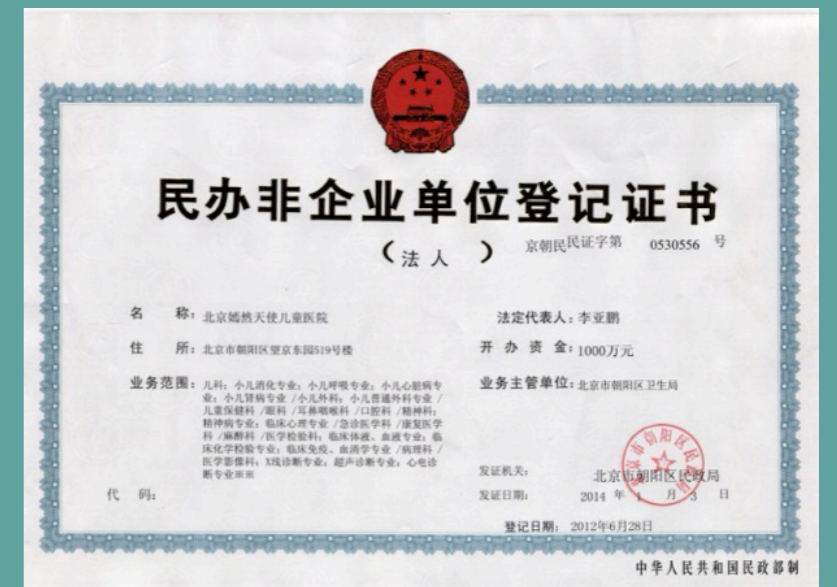 民办非企业单位登记证书
（法人）
京朝民民证字第 0530556 号
名 称：北京嫣然天使儿童医院
法定代表人：李亚鹏
住 所：北京市朝阳区望京东园519号楼
开办资金：1000万元
业务范围：儿科：小儿消化专业；小儿呼吸专业；小儿心脏病专
业；小儿肾病专业 /小儿外科：小儿普通外科专业 /
儿童保健科 /眼科 /耳鼻咽喉科 /口腔科 /精神科：
精神病专业；临床心理专业 /急诊医学科 /康复医学
科 /麻醉科 /医学检验科：临床体液、血液专业；临
床化学检验专业；临床免疫、血清学专业 /病理科 /
医学影像科：X线诊断专业；超声诊断专业；心电诊
断专业※※
业务主管单位：北京市朝阳区卫生局
北京市朝阳区民政局
发证机关：北京市朝阳区民政局
代 码：
发证日期：2014 年 1 月 3 日
登记日期：2012年6月28日
中华人民共和国民政部制